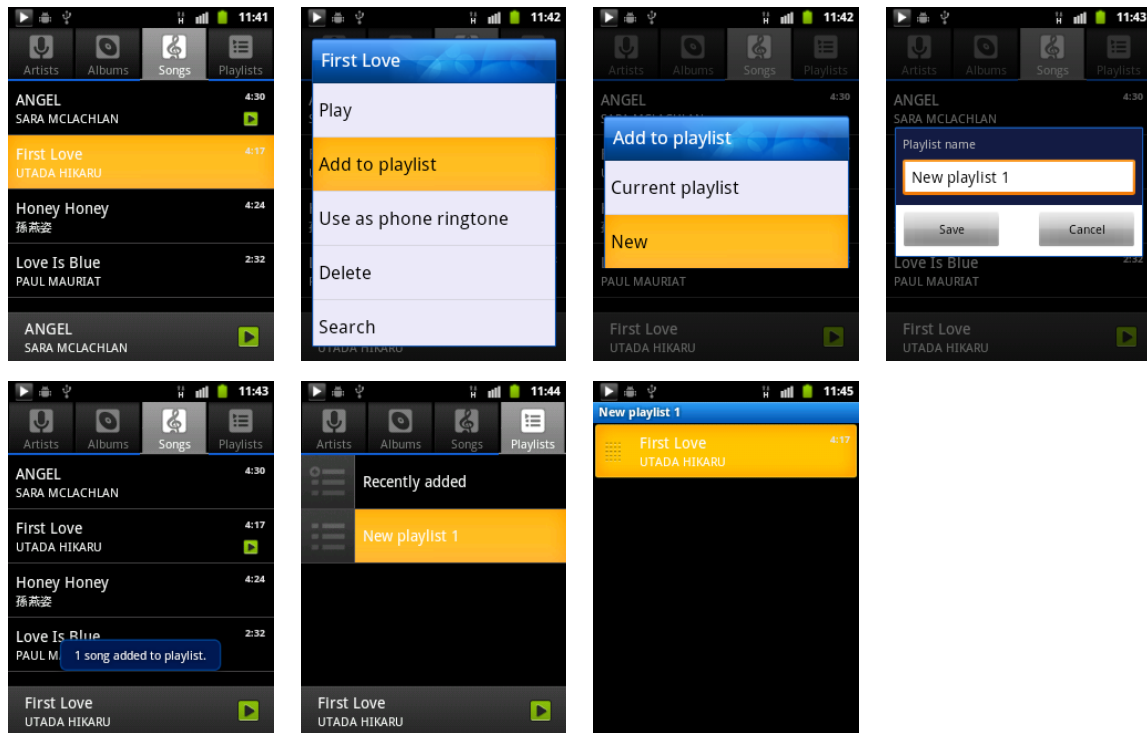 11:41
Artists Albums Songs Playlists
ANGEL 4:30
SARA MCLACHLAN
First Love 4:17
UTADA HIKARU
Honey Honey 4:24
孫燕姿
Love Is Blue 2:32
PAUL MAURIAT
ANGEL
SARA MCLACHLAN
H 11:42
First Love
Play
Add to playlist
Use as phone ringtone
Delete
Search
UTADA HIKARU
H 11:42
Artists Albums Songs Playlists
ANGEL 4:30
Add to playlist
Current playlist
New
PAUL MAURIAT
First Love
UTADA HIKARU
H 11:43
Artists Albums Songs Playlists
ANGEL 4:30
SARA MCLACHLAN
Playlist name
New playlist 1
Save Cancel
Love Is Blue 2:32
PAUL MAURIAT
First Love
UTADA HIKARU
H 11:43
Artists Albums Songs Playlists
ANGEL 4:30
SARA MCLACHLAN
First Love 4:17
UTADA HIKARU
Honey Honey 4:24
孫燕姿
Love Is Blue 2:32
PAUL M
1 song added to playlist.
First Love
UTADA HIKARU
H 11:44
Artists Albums Songs Playlists
Recently added
New playlist 1
First Love
UTADA HIKARU
H 11:45
New playlist 1
First Love 4:17
UTADA HIKARU